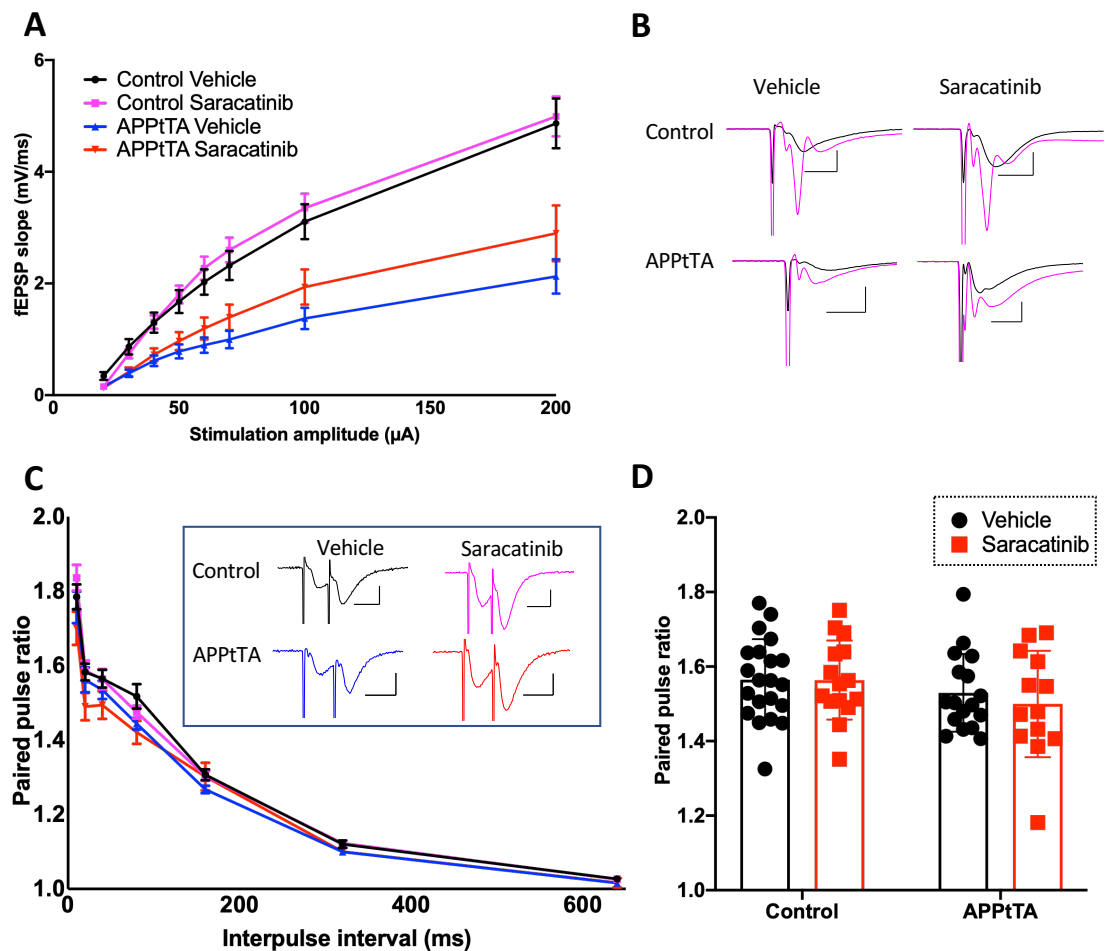 A
6
4
2
0
fEPSP slope (mV/ms)
Control Vehicle
Control Saracatinib
APPtTA Vehicle
APPtTA Saracatinib
0
50
100
150
200
Stimulation amplitude (µA)
B
Vehicle
Saracatinib
Control
APPtTA
C
2.0
1.8
1.6
1.4
1.2
1.0
Paired pulse ratio
Vehicle
Saracatinib
Control
APPtTA
0
200
400
600
Interpulse interval (ms)
D
Vehicle
Saracatinib
2.0
1.8
1.6
1.4
1.2
1.0
Paired pulse ratio
Control
APPtTA